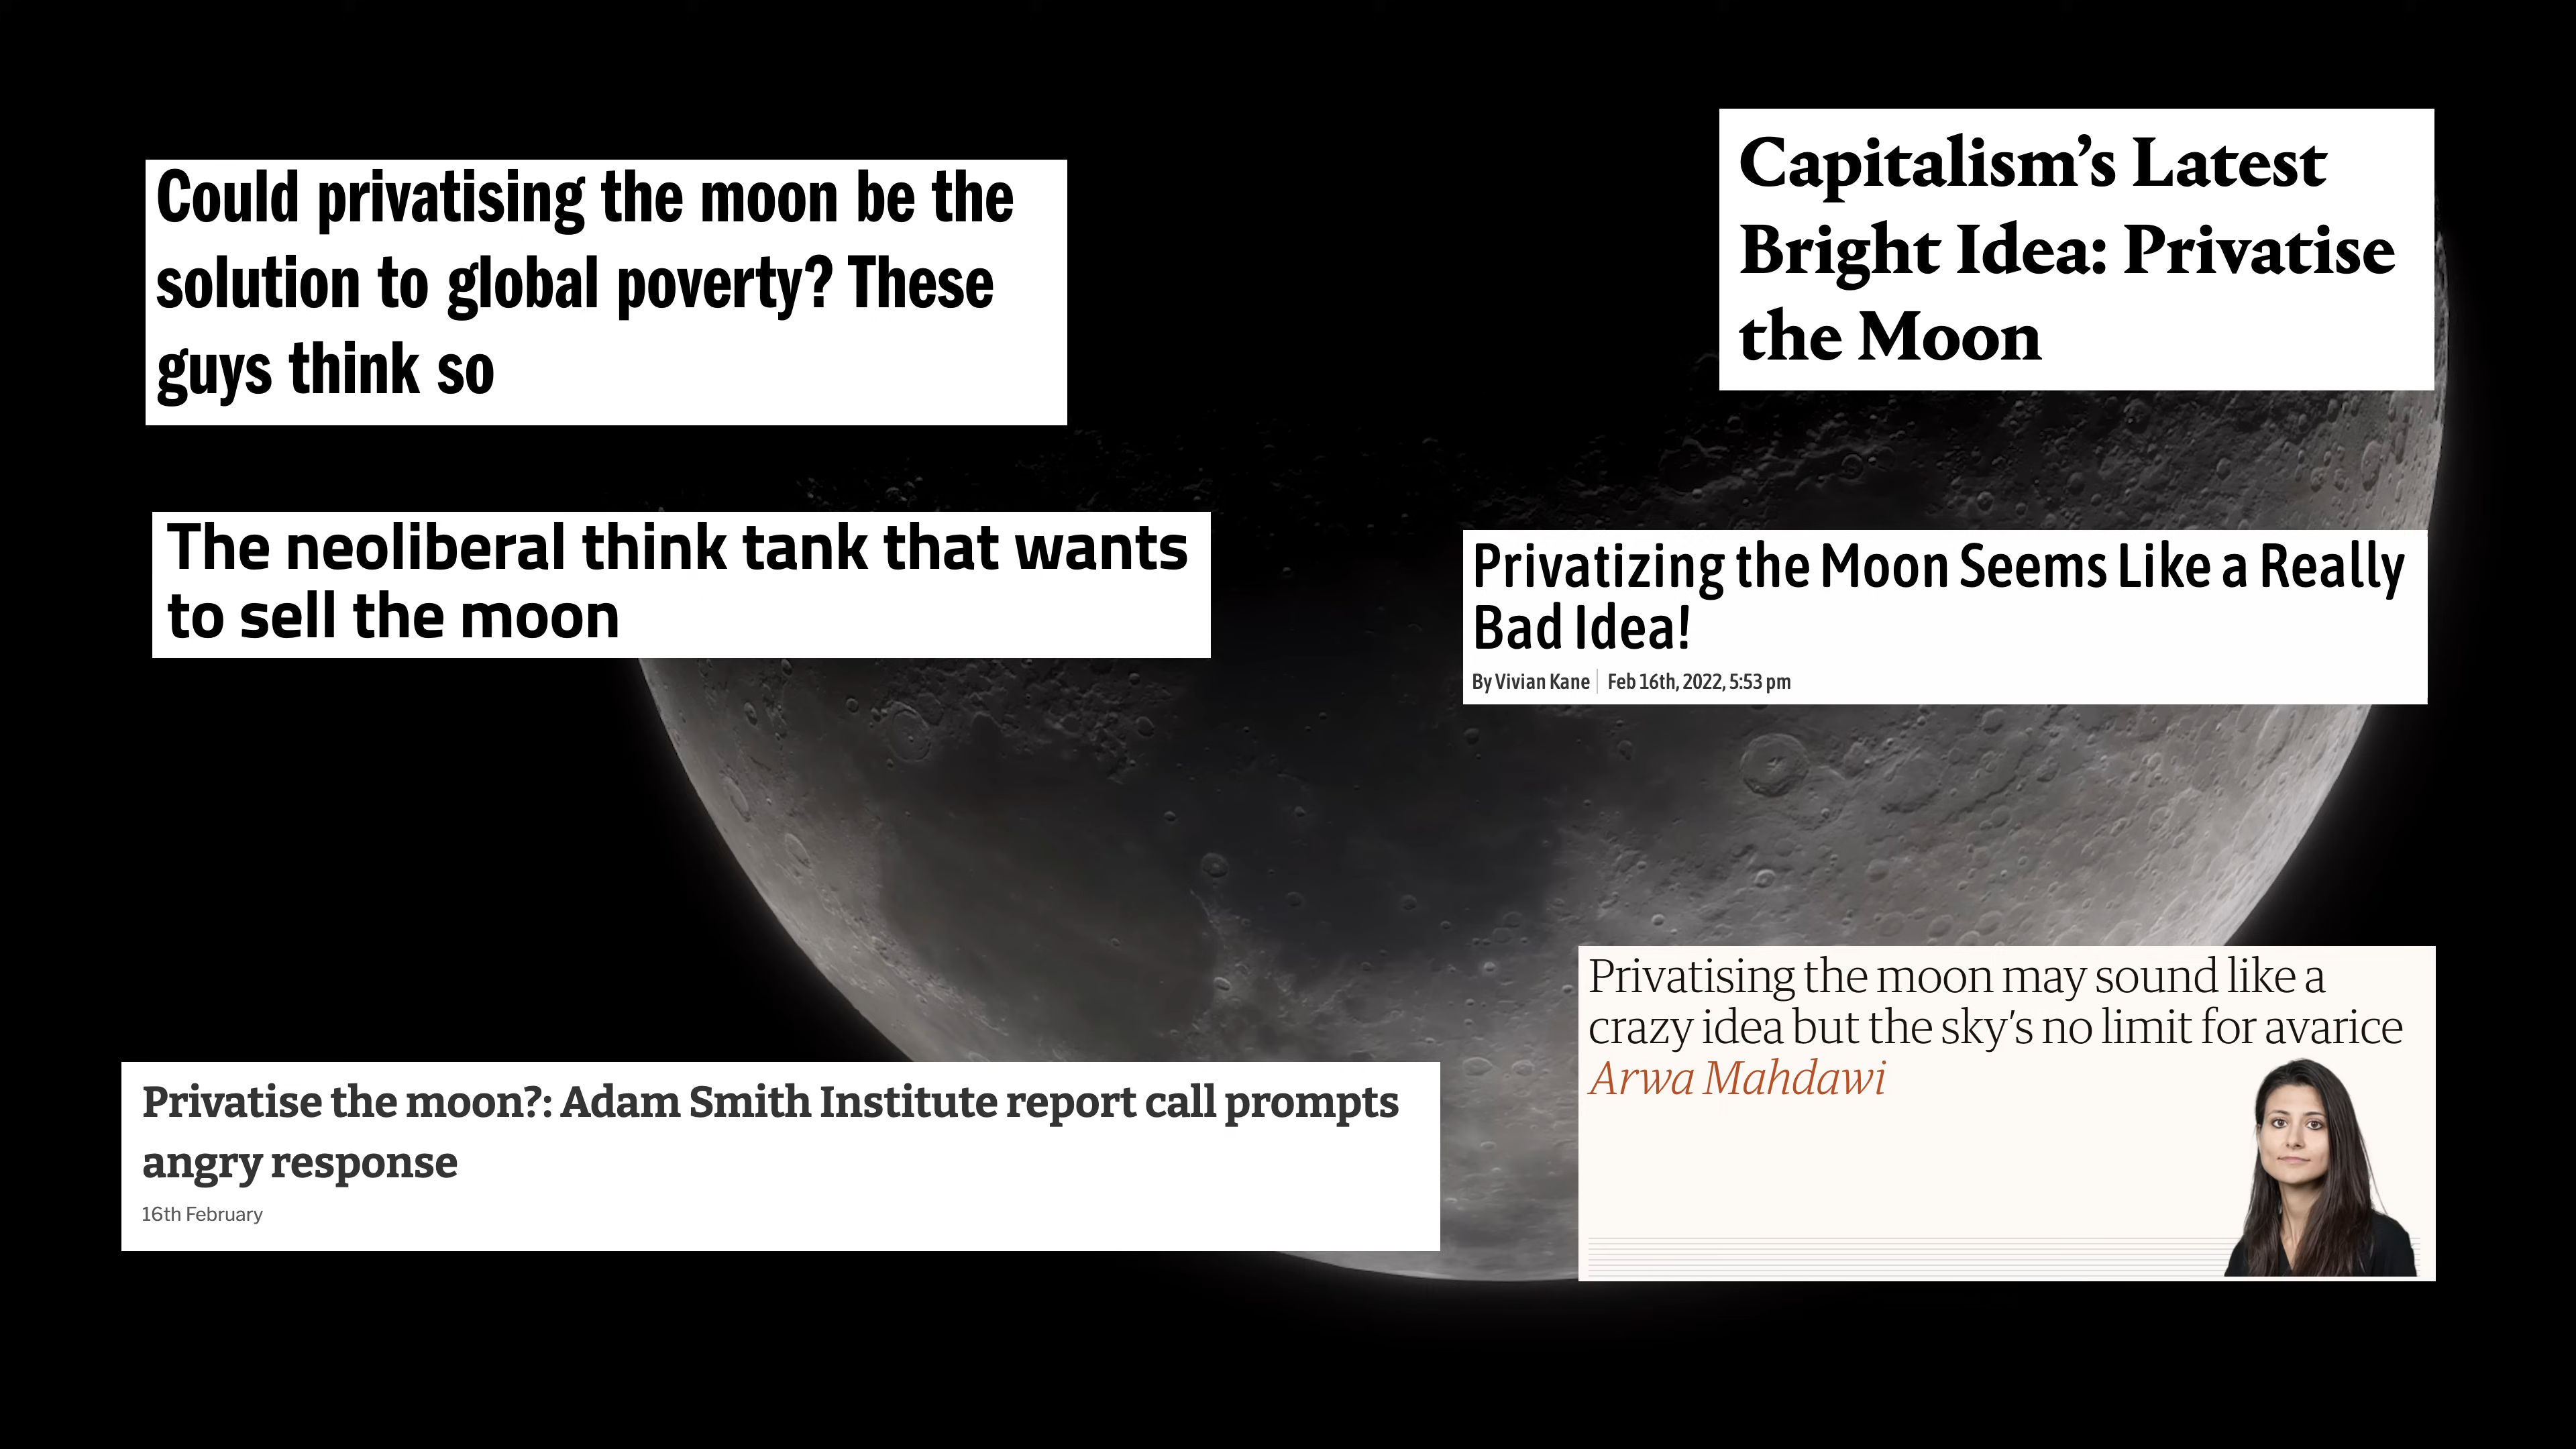 Could privatising the moon be the
solution to global poverty? These
guys think so
Capitalism’s Latest
Bright Idea: Privatise
the Moon
The neoliberal think tank that wants
to sell the moon
Privatizing the Moon Seems Like a Really
Bad Idea!
By Vivian Kane | Feb 16th, 2022, 5:53 pm
Privatise the moon?: Adam Smith Institute report call prompts
angry response
16th February
Privatising the moon may sound like a
crazy idea but the sky’s no limit for avarice
Arwa Mahdawi